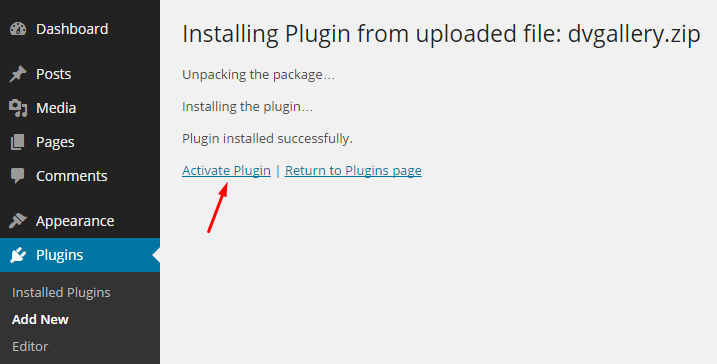 Dashboard
Posts
Media
Pages
Comments
Appearance
Plugins
Installed Plugins
Add New
Editor
Installing Plugin from uploaded file: dvgallery.zip
Unpacking the package…
Installing the plugin…
Plugin installed successfully.
Activate Plugin | Return to Plugins page